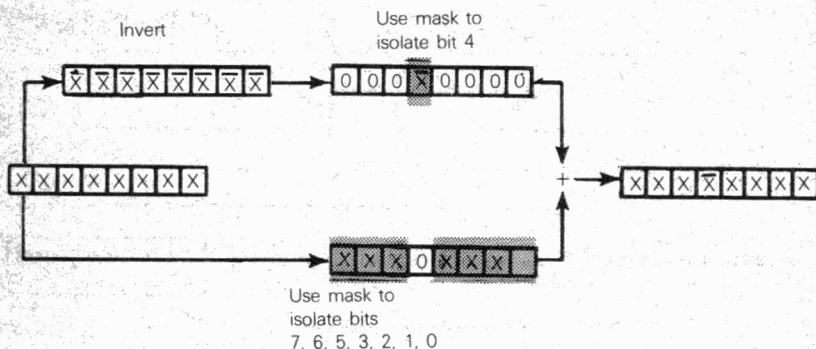 Invert
Use mask to
isolate bit 4
X̅ X̅ X̅ X̅ X̅ X̅ X̅ X̅
0 0 0 X̅ 0 0 0 0
X X X X X X X X
+
X X X X̅ X X X X
X X X 0 X X X
Use mask to
isolate bits
7, 6, 5, 3, 2, 1, 0